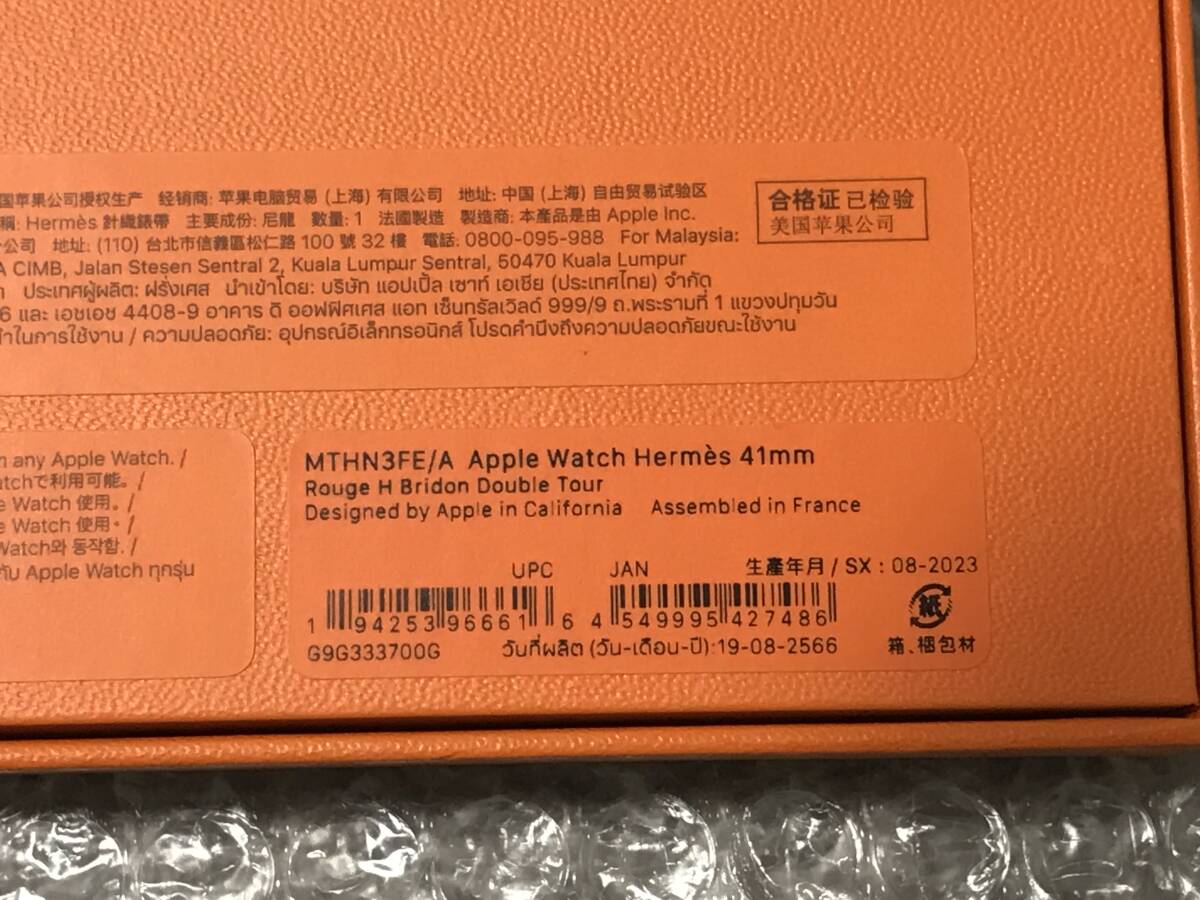 国苹果公司授权生产 经销商: 苹果电脑贸易 (上海) 有限公司 地址: 中国 (上海) 自由贸易试验区
稱: Hermès 針織錶帶 主要成份: 尼龍 數量: 1 法國製造 製造商: 本產品是由 Apple Inc.
公司 地址: (110) 台北市信義區松仁路 100 號 32 樓 電話: 0800-095-988 For Malaysia:
A CIMB, Jalan Stesen Sentral 2, Kuala Lumpur Sentral, 50470 Kuala Lumpur
ประเทศผู้ผลิต: ฝรั่งเศส นำเข้าโดย: บริษัท แอปเปิ้ล เซาท์ เอเชีย (ประเทศไทย) จำกัด
6 และ เอชเอช 4408-9 อาคาร ดิ ออฟฟิศเศส แอท เซ็นทรัลเวิลด์ 999/9 ถ.พระรามที่ 1 แขวงปทุมวัน
นำในการใช้งาน / ความปลอดภัย: อุปกรณ์อิเล็กทรอนิกส์ โปรดคำนึงถึงความปลอดภัยขณะใช้งาน
合格证 已检验
美国苹果公司
any Apple Watch. /
atchで利用可能。/
e Watch 使用。/
e Watch 使用。/
Watch와 동작함. /
กับ Apple Watch ทุกรุ่น
MTHN3FE/A Apple Watch Hermès 41mm
Rouge H Bridon Double Tour
Designed by Apple in California Assembled in France
UPC JAN 生產年月 / SX : 08-2023
1 94253 96661 6 4 549995 427486
G9G333700G วันที่ผลิต (วัน-เดือน-ปี):19-08-2566
紙
箱、梱包材